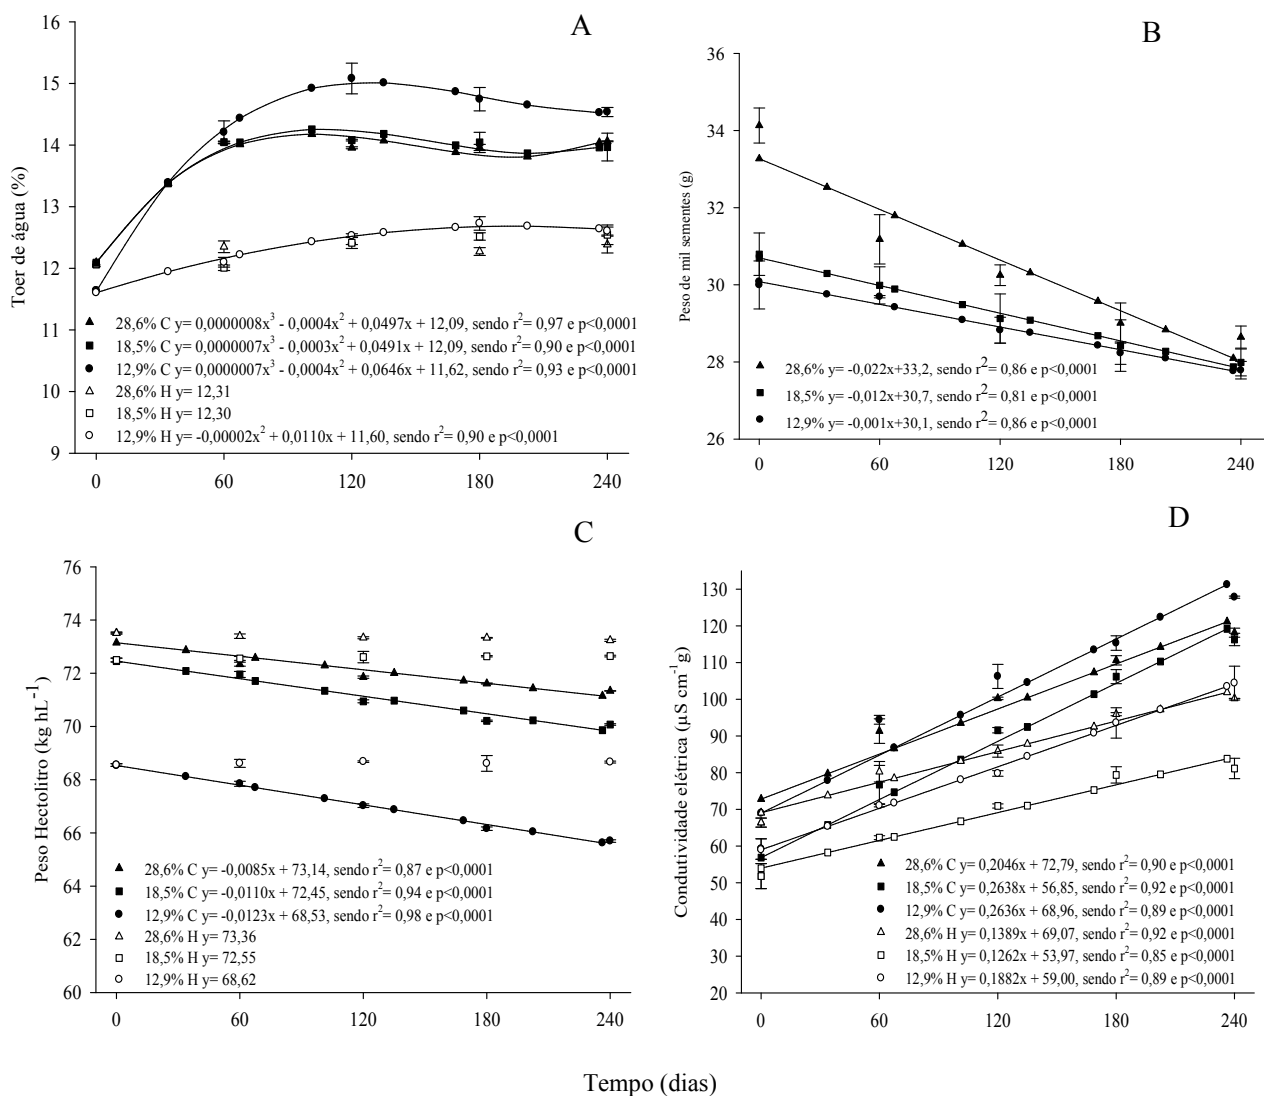 A
16
15
14
13
12
11
10
9
Toer de água (%)
28,6% C y= 0,0000008x³ - 0,0004x² + 0,0497x + 12,09, sendo r²= 0,97 e p<0,0001
18,5% C y= 0,0000007x³ - 0,0003x² + 0,0491x + 12,09, sendo r²= 0,90 e p<0,0001
12,9% C y= 0,0000007x³ - 0,0004x² + 0,0646x + 11,62, sendo r²= 0,93 e p<0,0001
28,6% H y= 12,31
18,5% H y= 12,30
12,9% H y= -0,00002x² + 0,0110x + 11,60, sendo r²= 0,90 e p<0,0001
0 60 120 180 240
B
36
34
32
30
28
26
Peso de mil sementes (g)
28,6% y= -0,022x+33,2, sendo r²= 0,86 e p<0,0001
18,5% y= -0,012x+30,7, sendo r²= 0,81 e p<0,0001
12,9% y= -0,001x+30,1, sendo r²= 0,86 e p<0,0001
0 60 120 180 240
C
76
74
72
70
68
66
64
62
60
Peso Hectolitro (kg hL⁻¹)
28,6% C y= -0,0085x + 73,14, sendo r²= 0,87 e p<0,0001
18,5% C y= -0,0110x + 72,45, sendo r²= 0,94 e p<0,0001
12,9% C y= -0,0123x + 68,53, sendo r²= 0,98 e p<0,0001
28,6% H y= 73,36
18,5% H y= 72,55
12,9% H y= 68,62
0 60 120 180 240
D
130
120
110
100
90
80
70
60
50
40
30
20
Condutividade elétrica (µS cm⁻¹g)
28,6% C y= 0,2046x + 72,79, sendo r²= 0,90 e p<0,0001
18,5% C y= 0,2638x + 56,85, sendo r²= 0,92 e p<0,0001
12,9% C y= 0,2636x + 68,96, sendo r²= 0,89 e p<0,0001
28,6% H y= 0,1389x + 69,07, sendo r²= 0,92 e p<0,0001
18,5% H y= 0,1262x + 53,97, sendo r²= 0,85 e p<0,0001
12,9% H y= 0,1882x + 59,00, sendo r²= 0,89 e p<0,0001
0 60 120 180 240
Tempo (dias)